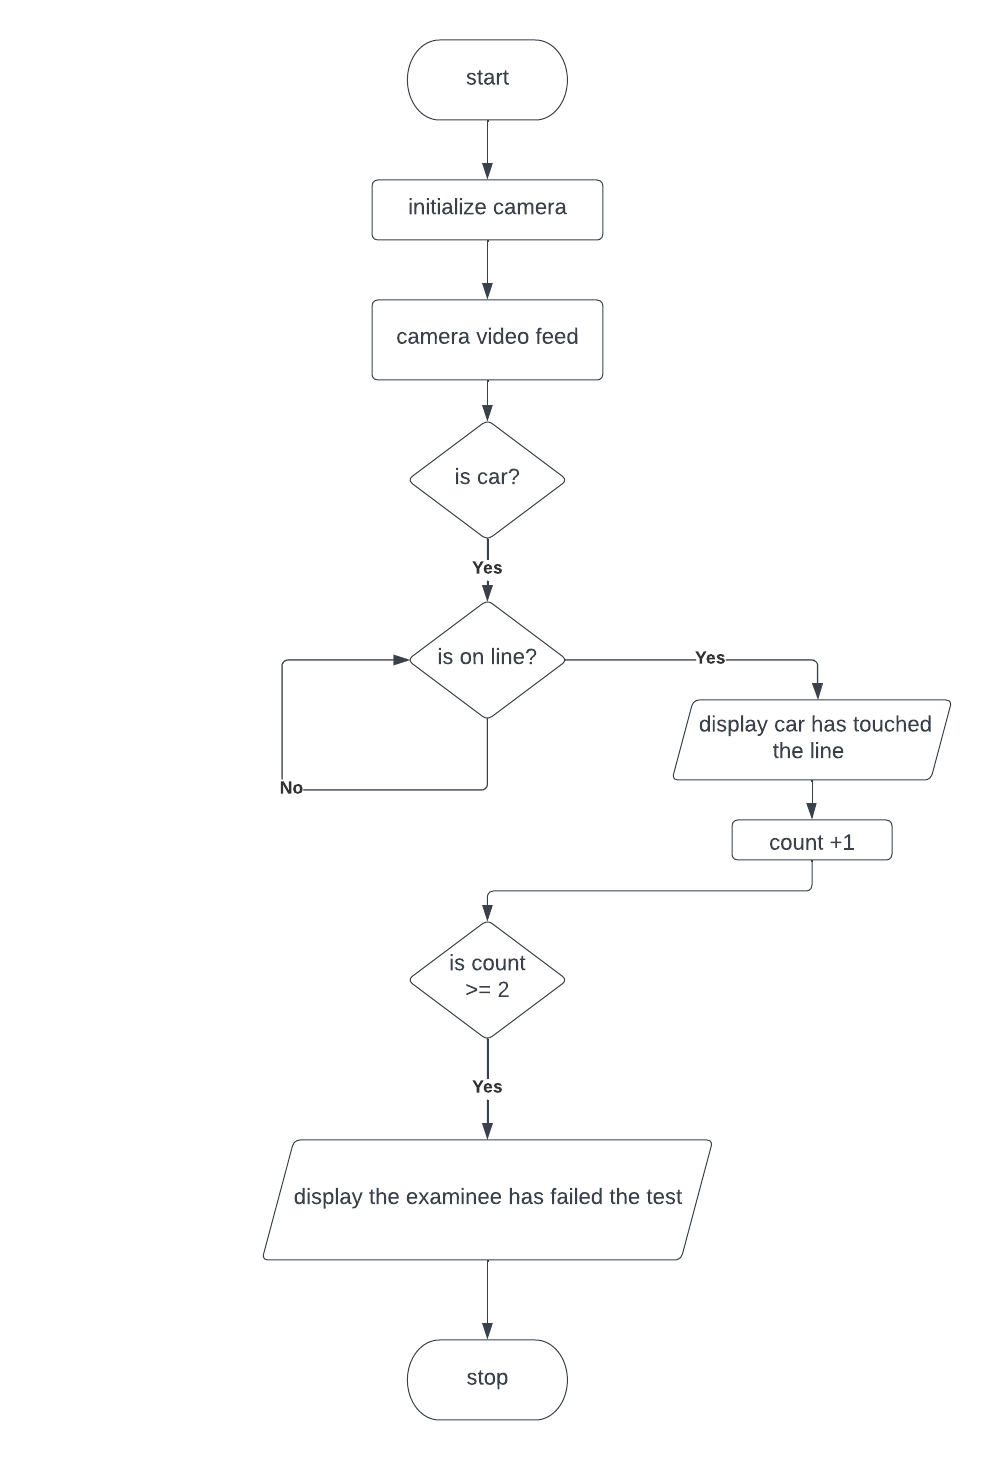 start
initialize camera
camera video feed
is car?
Yes
is on line?
Yes
display car has touched
the line
No
count +1
is count
>= 2
Yes
display the examinee has failed the test
stop